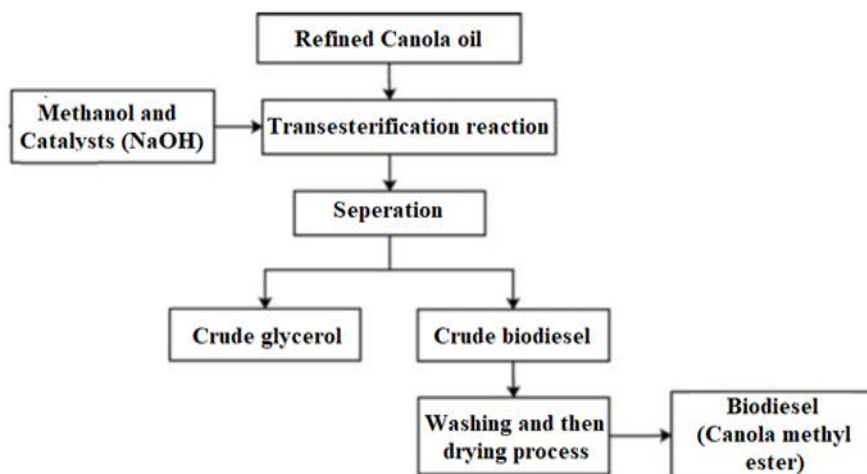 Refined Canola oil
Methanol and
Catalysts (NaOH)
Transesterification reaction
Seperation
Crude glycerol
Crude biodiesel
Washing and then
drying process
Biodiesel
(Canola methyl
ester)